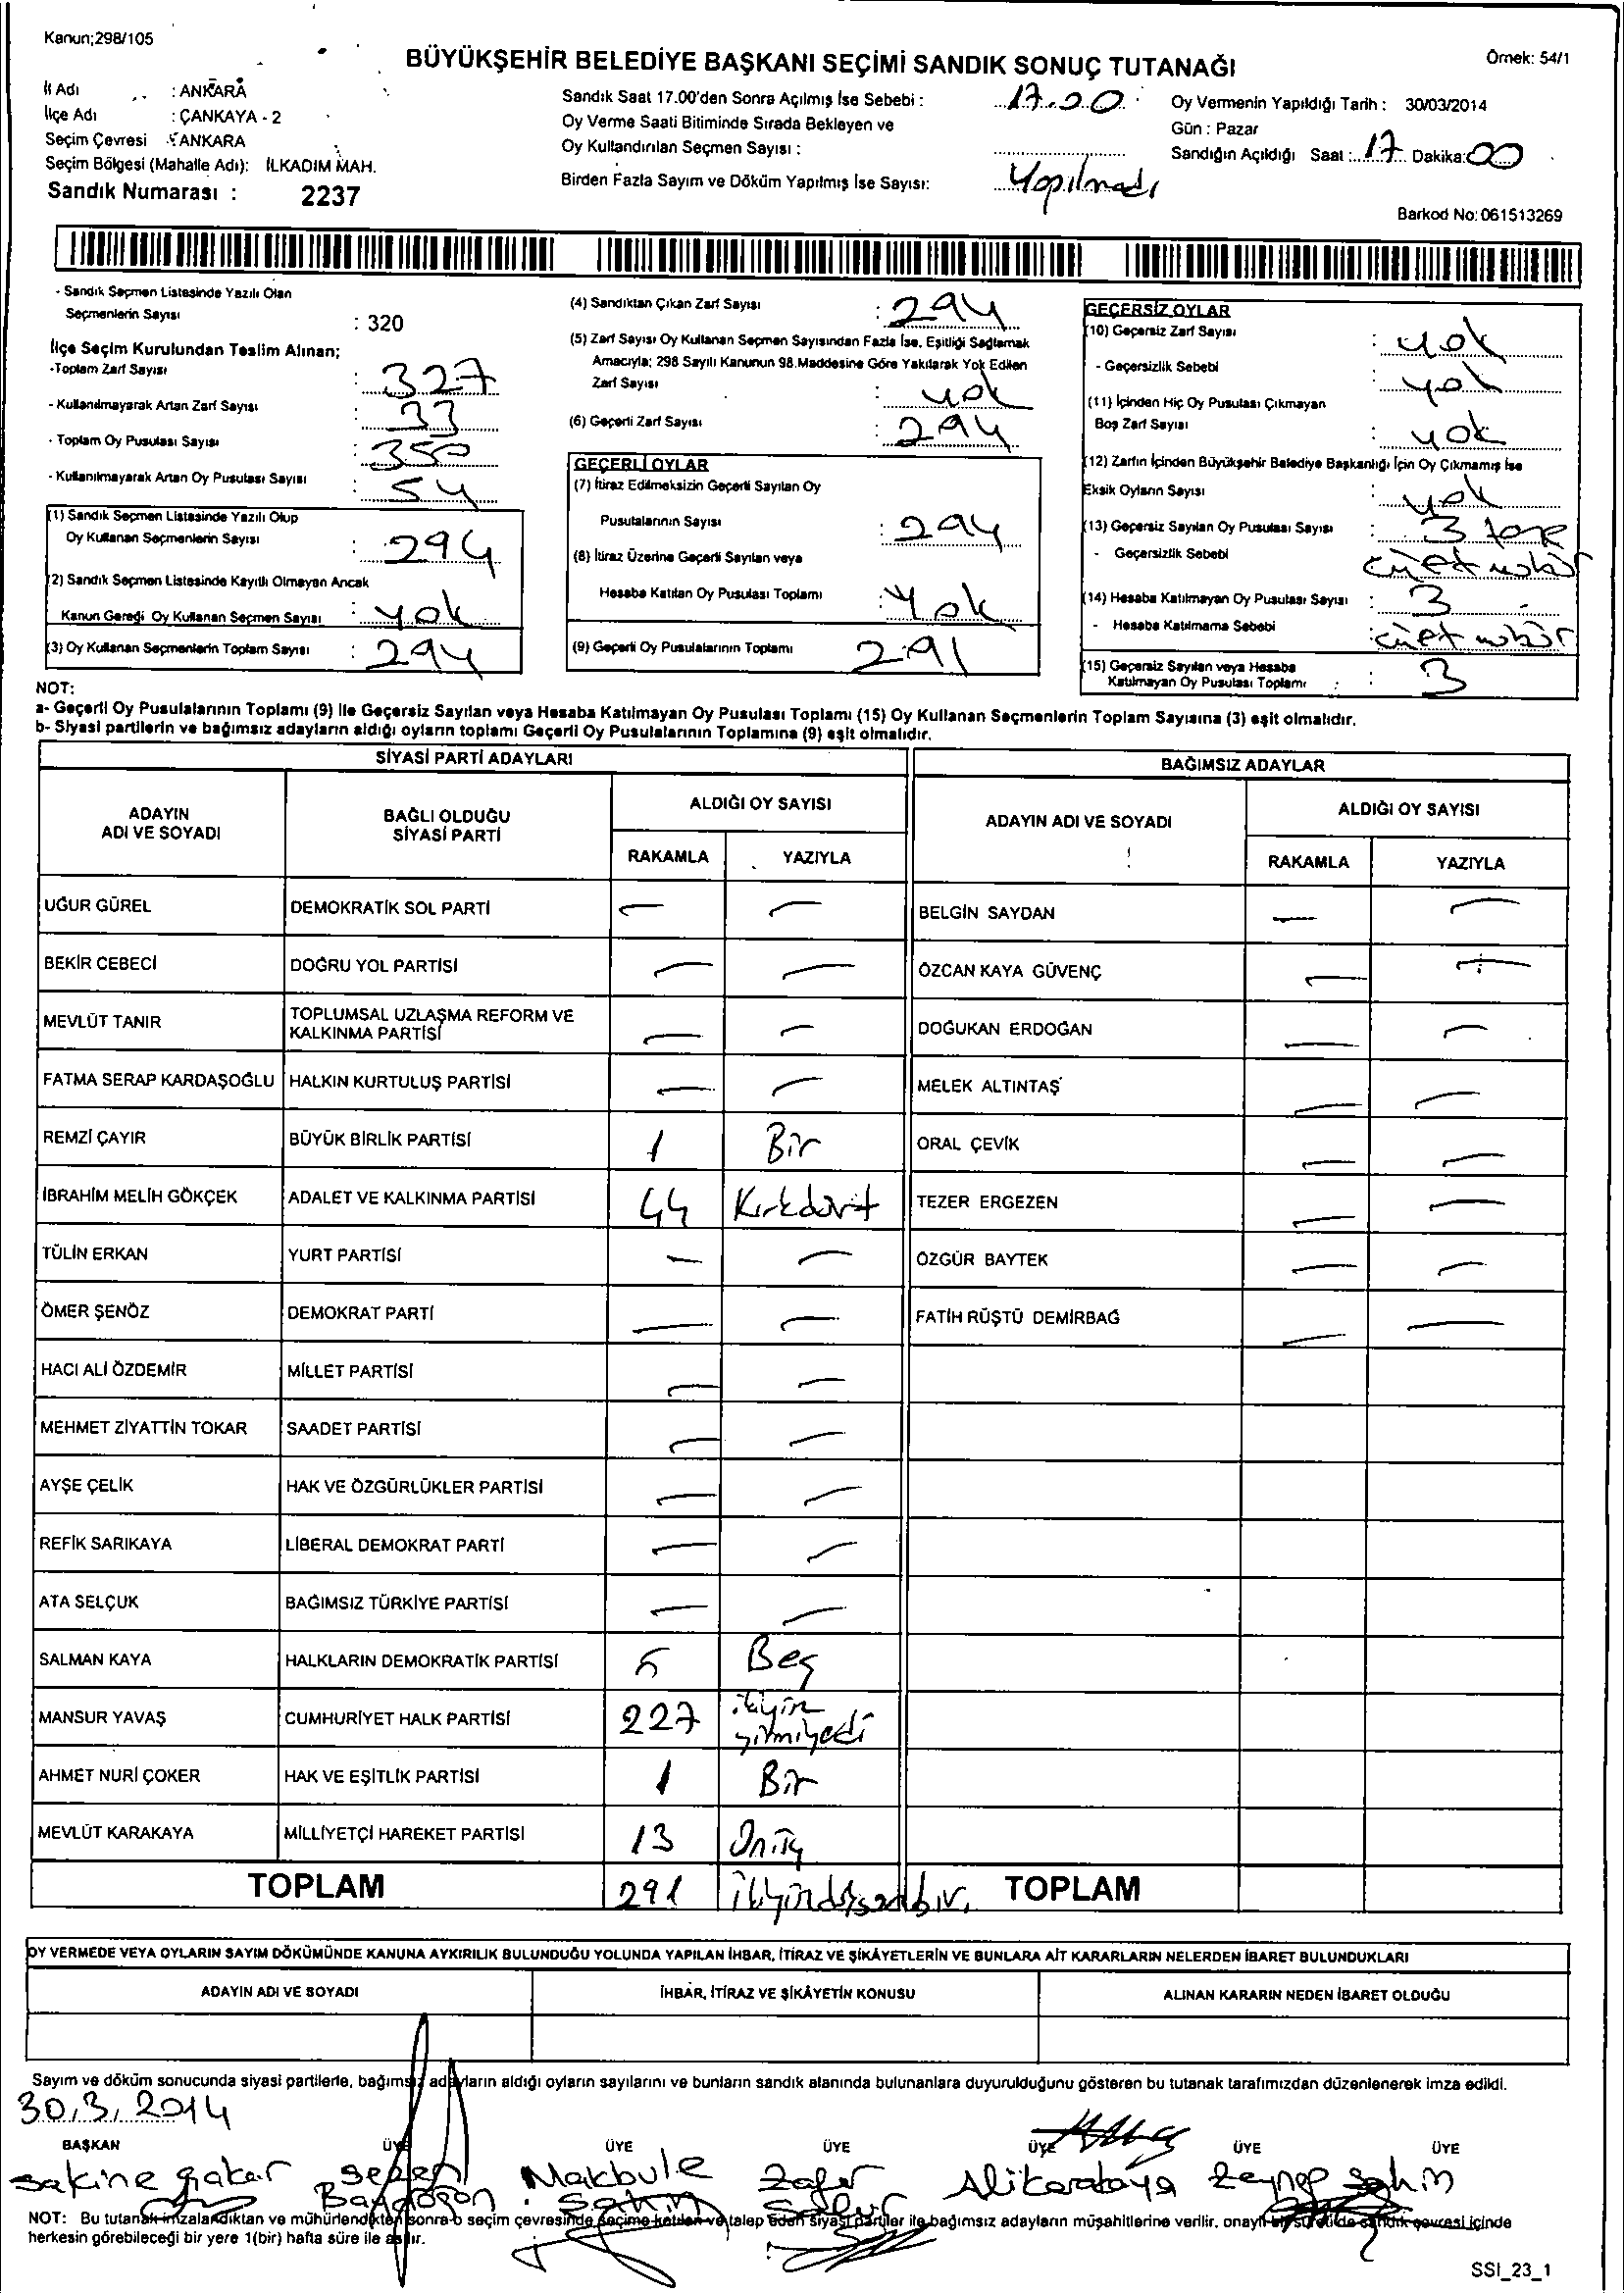 Kanun;298/105
BÜYÜKŞEHİR BELEDİYE BAŞKANI SEÇİMİ SANDIK SONUÇ TUTANAĞI
Örnek: 54/1
İl Adı : ANKARA
İlçe Adı : ÇANKAYA - 2
Seçim Çevresi : ANKARA
Seçim Bölgesi (Mahalle Adı): İLKADIM MAH.
Sandık Numarası : 2237
Sandık Saat 17.00'den Sonra Açılmış İse Sebebi : 17.00
Oy Verme Saati Bitiminde Sırada Bekleyen ve
Oy Kullandırılan Seçmen Sayısı :
Birden Fazla Sayım ve Döküm Yapılmış İse Sayısı: Yapılmadı
Oy Vermenin Yapıldığı Tarih : 30/03/2014
Gün : Pazar
Sandığın Açıldığı Saat : 17 Dakika: 00
Barkod No: 061513269
- Sandık Seçmen Listesinde Yazılı Olan
Seçmenlerin Sayısı : 320
İlçe Seçim Kurulundan Teslim Alınan;
-Toplam Zarf Sayısı : 327
- Kullanılmayarak Artan Zarf Sayısı : 33
- Toplam Oy Pusulası Sayısı : 350
- Kullanılmayarak Artan Oy Pusulası Sayısı : 54
(1) Sandık Seçmen Listesinde Yazılı Olup
Oy Kullanan Seçmenlerin Sayısı : 294
(2) Sandık Seçmen Listesinde Kayıtlı Olmayan Ancak
Kanun Gereği Oy Kullanan Seçmen Sayısı : yok
(3) Oy Kullanan Seçmenlerin Toplam Sayısı : 294
(4) Sandıktan Çıkan Zarf Sayısı : 294
(5) Zarf Sayısı Oy Kullanan Seçmen Sayısından Fazla İse, Eşitliği Sağlamak
Amacıyla; 298 Sayılı Kanunun 98.Maddesine Göre Yakılarak Yok Edilen
Zarf Sayısı : yok
(6) Geçerli Zarf Sayısı : 294
GEÇERLİ OYLAR
(7) İtiraz Edilmeksizin Geçerli Sayılan Oy
Pusulalarının Sayısı : 294
(8) İtiraz Üzerine Geçerli Sayılan veya
Hesaba Katılan Oy Pusulası Toplamı : Yok
(9) Geçerli Oy Pusulalarının Toplamı 291
GEÇERSİZ OYLAR
(10) Geçersiz Zarf Sayısı : yok
- Geçersizlik Sebebi : yok
(11) İçinden Hiç Oy Pusulası Çıkmayan
Boş Zarf Sayısı : yok
(12) Zarfın İçinden Büyükşehir Belediye Başkanlığı İçin Oy Çıkmamış İse
Eksik Oyların Sayısı : yok
(13) Geçersiz Sayılan Oy Pusulası Sayısı : 3 tane
- Geçersizlik Sebebi
(14) Hesaba Katılmayan Oy Pusulası Sayısı : 3
- Hesaba Katılmama Sebebi :
(15) Geçersiz Sayılan veya Hesaba
Katılmayan Oy Pusulası Toplamı : 3
NOT:
a- Geçerli Oy Pusulalarının Toplamı (9) ile Geçersiz Sayılan veya Hesaba Katılmayan Oy Pusulası Toplamı (15) Oy Kullanan Seçmenlerin Toplam Sayısına (3) eşit olmalıdır.
b- Siyasi partilerin ve bağımsız adayların aldığı oyların toplamı Geçerli Oy Pusulalarının Toplamına (9) eşit olmalıdır.
SİYASİ PARTİ ADAYLARI
BAĞIMSIZ ADAYLAR
ADAYIN ADI VE SOYADI
BAĞLI OLDUĞU SİYASİ PARTİ
ALDIĞI OY SAYISI
RAKAMLA YAZIYLA
ADAYIN ADI VE SOYADI
ALDIĞI OY SAYISI
RAKAMLA YAZIYLA
UĞUR GÜREL DEMOKRATİK SOL PARTİ — — BELGİN SAYDAN — —
BEKİR CEBECİ DOĞRU YOL PARTİSİ — — ÖZCAN KAYA GÜVENÇ — —
MEVLÜT TANIR TOPLUMSAL UZLAŞMA REFORM VE KALKINMA PARTİSİ — — DOĞUKAN ERDOĞAN — —
FATMA SERAP KARDAŞOĞLU HALKIN KURTULUŞ PARTİSİ — — MELEK ALTINTAŞ — —
REMZİ ÇAYIR BÜYÜK BİRLİK PARTİSİ 1 Bir ORAL ÇEVİK — —
İBRAHİM MELİH GÖKÇEK ADALET VE KALKINMA PARTİSİ 44 Kırkdört TEZER ERGEZEN — —
TÜLİN ERKAN YURT PARTİSİ — — ÖZGÜR BAYTEK — —
ÖMER ŞENÖZ DEMOKRAT PARTİ — — FATİH RÜŞTÜ DEMİRBAĞ — —
HACI ALİ ÖZDEMİR MİLLET PARTİSİ — —
MEHMET ZİYATTİN TOKAR SAADET PARTİSİ — —
AYŞE ÇELİK HAK VE ÖZGÜRLÜKLER PARTİSİ — —
REFİK SARIKAYA LİBERAL DEMOKRAT PARTİ — —
ATA SELÇUK BAĞIMSIZ TÜRKİYE PARTİSİ — —
SALMAN KAYA HALKLARIN DEMOKRATİK PARTİSİ 5 Beş
MANSUR YAVAŞ CUMHURİYET HALK PARTİSİ 227 ikiyüz yirmiyedi
AHMET NURİ ÇOKER HAK VE EŞİTLİK PARTİSİ 1 Bir
MEVLÜT KARAKAYA MİLLİYETÇİ HAREKET PARTİSİ 13 Onüç
TOPLAM 291 ikiyüzdoksanbir TOPLAM
OY VERMEDE VEYA OYLARIN SAYIM DÖKÜMÜNDE KANUNA AYKIRILIK BULUNDUĞU YOLUNDA YAPILAN İHBAR, İTİRAZ VE ŞİKÂYETLERİN VE BUNLARA AİT KARARLARIN NELERDEN İBARET BULUNDUKLARI
ADAYIN ADI VE SOYADI
İHBAR, İTİRAZ VE ŞİKÂYETİN KONUSU
ALINAN KARARIN NEDEN İBARET OLDUĞU
Sayım ve döküm sonucunda siyasi partilerle, bağımsız adayların aldığı oyların sayılarını ve bunların sandık alanında bulunanlara duyurulduğunu gösteren bu tutanak tarafımızdan düzenlenerek imza edildi.
30.3.2014
BAŞKAN ÜYE ÜYE ÜYE ÜYE ÜYE ÜYE
Sakine Makbule Zafer Ali Karakaya Zeynep Şahin
Şahin
NOT: Bu tutanak imzalandıktan ve mühürlendikten sonra o seçim çevresinde seçime katılan ve talep eden siyasi partiler ile bağımsız adayların müşahitlerine verilir, onaylı bir sureti de sandık çevresi içinde
herkesin görebileceği bir yere 1(bir) hafta süre ile asılır.
SSI_23_1